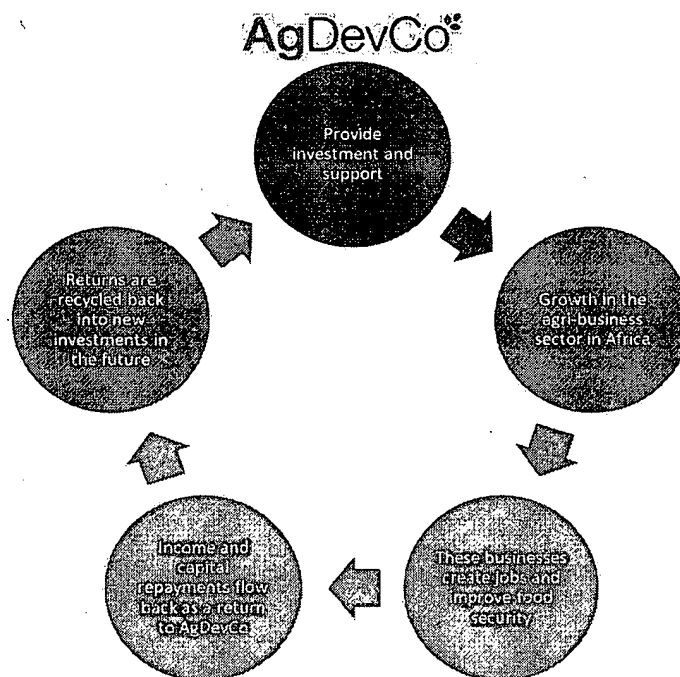 AgDevCo
Provide
investment and
support
Growth in the
agri-business
sector in Africa
These businesses
create jobs and
improve food
security
Income and
capital
repayments flow
back as a return
to AgDevCo
Returns are
recycled back
into new
investments in
the future